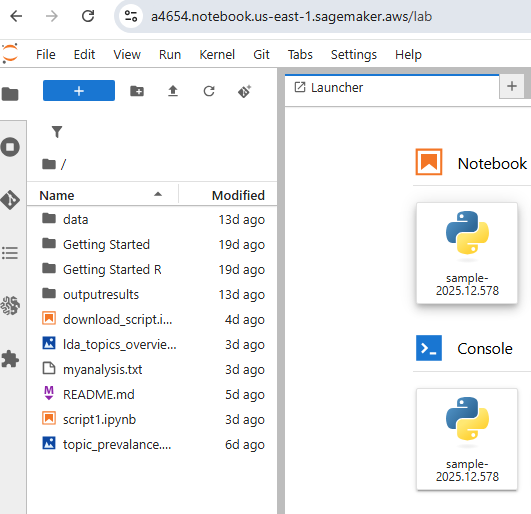 a4654.notebook.us-east-1.sagemaker.aws/lab
File Edit View Run Kernel Git Tabs Settings Help
Launcher
/
Name Modified
data 13d ago
Getting Started 19d ago
Getting Started R 19d ago
outputresults 13d ago
download_script.i... 4d ago
lda_topics_overvie... 3d ago
myanalysis.txt 3d ago
README.md 5d ago
script1.ipynb 3d ago
topic_prevalance.... 6d ago
Notebook
sample-
2025.12.578
Console
sample-
2025.12.578